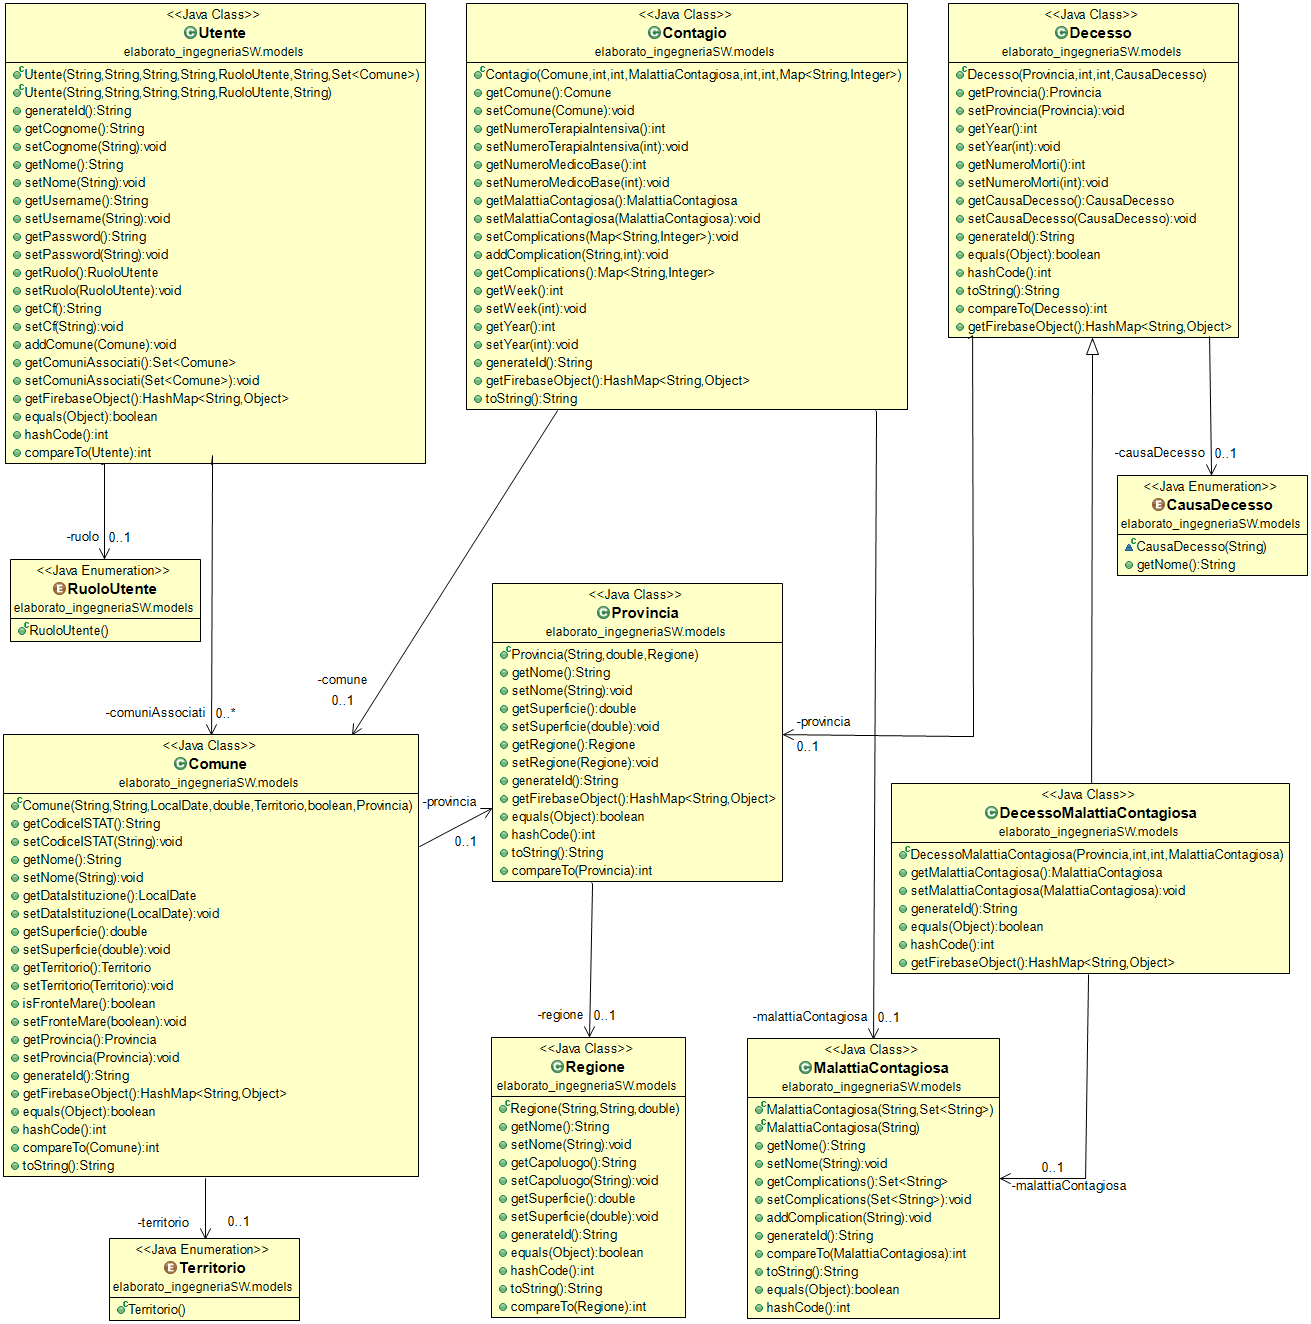 <<Java Class>>
Utente
elaborato_ingegneriaSW.models
Utente(String,String,String,String,RuoloUtente,String,Set<Comune>)
Utente(String,String,String,String,RuoloUtente,String)
generateId():String
getCognome():String
setCognome(String):void
getNome():String
setNome(String):void
getUsername():String
setUsername(String):void
getPassword():String
setPassword(String):void
getRuolo():RuoloUtente
setRuolo(RuoloUtente):void
getCf():String
setCf(String):void
addComune(Comune):void
getComuniAssociati():Set<Comune>
setComuniAssociati(Set<Comune>):void
getFirebaseObject():HashMap<String,Object>
equals(Object):boolean
hashCode():int
compareTo(Utente):int
<<Java Class>>
Contagio
elaborato_ingegneriaSW.models
Contagio(Comune,int,int,MalattiaContagiosa,int,int,Map<String,Integer>)
getComune():Comune
setComune(Comune):void
getNumeroTerapiaIntensiva():int
setNumeroTerapiaIntensiva(int):void
getNumeroMedicoBase():int
setNumeroMedicoBase(int):void
getMalattiaContagiosa():MalattiaContagiosa
setMalattiaContagiosa(MalattiaContagiosa):void
setComplications(Map<String,Integer>):void
addComplication(String,int):void
getComplications():Map<String,Integer>
getWeek():int
setWeek(int):void
getYear():int
setYear(int):void
generateId():String
getFirebaseObject():HashMap<String,Object>
toString():String
<<Java Class>>
Decesso
elaborato_ingegneriaSW.models
Decesso(Provincia,int,int,CausaDecesso)
getProvincia():Provincia
setProvincia(Provincia):void
getYear():int
setYear(int):void
getNumeroMorti():int
setNumeroMorti(int):void
getCausaDecesso():CausaDecesso
setCausaDecesso(CausaDecesso):void
generateId():String
equals(Object):boolean
hashCode():int
toString():String
compareTo(Decesso):int
getFirebaseObject():HashMap<String,Object>
-causaDecesso 0..1
<<Java Enumeration>>
CausaDecesso
elaborato_ingegneriaSW.models
CausaDecesso(String)
getNome():String
-ruolo 0..1
<<Java Enumeration>>
RuoloUtente
elaborato_ingegneriaSW.models
RuoloUtente()
-comuniAssociati 0..*
-comune
0..1
<<Java Class>>
Provincia
elaborato_ingegneriaSW.models
Provincia(String,double,Regione)
getNome():String
setNome(String):void
getSuperficie():double
setSuperficie(double):void
getRegione():Regione
setRegione(Regione):void
generateId():String
getFirebaseObject():HashMap<String,Object>
equals(Object):boolean
hashCode():int
toString():String
compareTo(Provincia):int
-provincia
0..1
<<Java Class>>
Comune
elaborato_ingegneriaSW.models
Comune(String,String,LocalDate,double,Territorio,boolean,Provincia)
getCodiceISTAT():String
setCodiceISTAT(String):void
getNome():String
setNome(String):void
getDataIstituzione():LocalDate
setDataIstituzione(LocalDate):void
getSuperficie():double
setSuperficie(double):void
getTerritorio():Territorio
setTerritorio(Territorio):void
isFronteMare():boolean
setFronteMare(boolean):void
getProvincia():Provincia
setProvincia(Provincia):void
generateId():String
getFirebaseObject():HashMap<String,Object>
equals(Object):boolean
hashCode():int
compareTo(Comune):int
toString():String
-provincia
0..1
<<Java Class>>
DecessoMalattiaContagiosa
elaborato_ingegneriaSW.models
DecessoMalattiaContagiosa(Provincia,int,int,MalattiaContagiosa)
getMalattiaContagiosa():MalattiaContagiosa
setMalattiaContagiosa(MalattiaContagiosa):void
generateId():String
equals(Object):boolean
hashCode():int
getFirebaseObject():HashMap<String,Object>
-regione 0..1
<<Java Class>>
Regione
elaborato_ingegneriaSW.models
Regione(String,String,double)
getNome():String
setNome(String):void
getCapoluogo():String
setCapoluogo(String):void
getSuperficie():double
setSuperficie(double):void
generateId():String
equals(Object):boolean
hashCode():int
toString():String
compareTo(Regione):int
-malattiaContagiosa 0..1
<<Java Class>>
MalattiaContagiosa
elaborato_ingegneriaSW.models
MalattiaContagiosa(String,Set<String>)
MalattiaContagiosa(String)
getNome():String
setNome(String):void
getComplications():Set<String>
setComplications(Set<String>):void
addComplication(String):void
generateId():String
compareTo(MalattiaContagiosa):int
toString():String
equals(Object):boolean
hashCode():int
0..1
-malattiaContagiosa
-territorio 0..1
<<Java Enumeration>>
Territorio
elaborato_ingegneriaSW.models
Territorio()